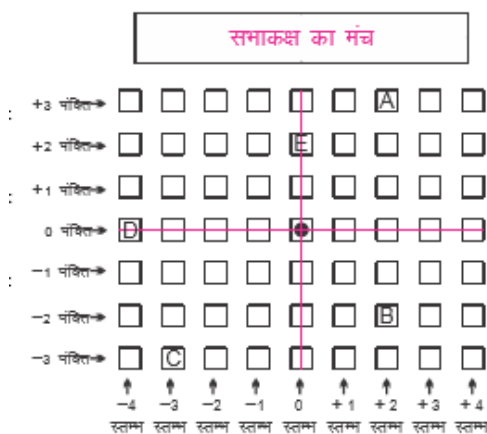 सभाकक्ष का मंच
+3 पंक्ति A
+2 पंक्ति E
+1 पंक्ति
0 पंक्ति D
−1 पंक्ति
−2 पंक्ति B
−3 पंक्ति C
−4 −3 −2 −1 0 +1 +2 +3 +4
स्तम्भ स्तम्भ स्तम्भ स्तम्भ स्तम्भ स्तम्भ स्तम्भ स्तम्भ स्तम्भ